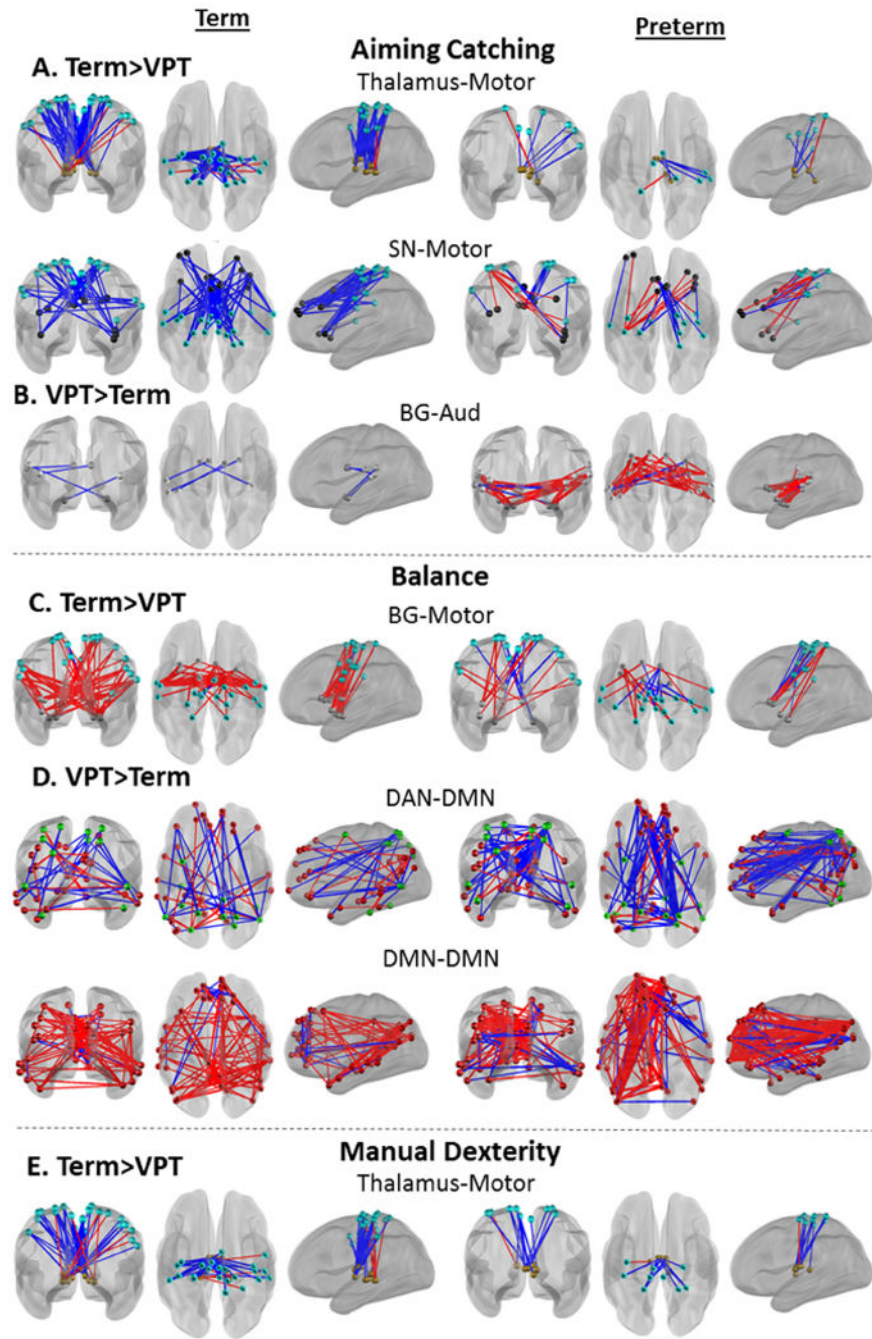 Term
Preterm
Aiming Catching
A. Term>VPT
Thalamus-Motor
SN-Motor
B. VPT>Term
BG-Aud
Balance
C. Term>VPT
BG-Motor
D. VPT>Term
DAN-DMN
DMN-DMN
Manual Dexterity
E. Term>VPT
Thalamus-Motor